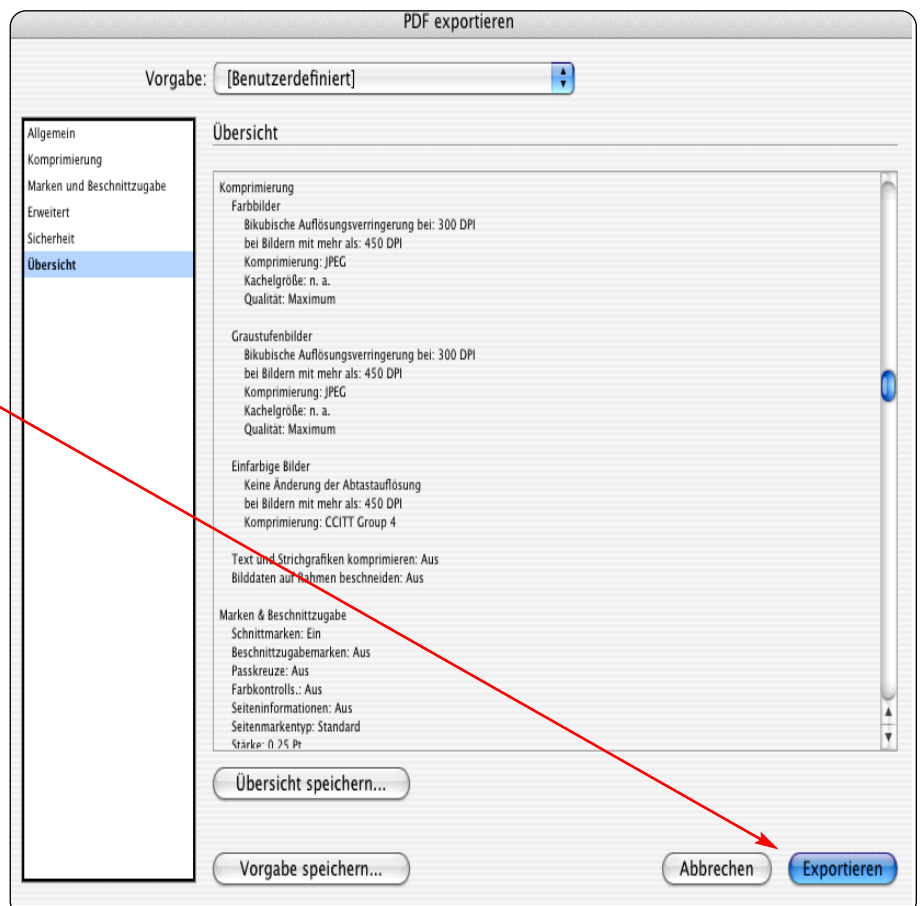 PDF exportieren
Vorgabe: [Benutzerdefiniert]
Allgemein
Komprimierung
Marken und Beschnittzugabe
Erweitert
Sicherheit
Übersicht
Übersicht
Komprimierung
Farbbilder
Bikubische Auflösungsverringerung bei: 300 DPI
bei Bildern mit mehr als: 450 DPI
Komprimierung: JPEG
Kachelgröße: n. a.
Qualität: Maximum
Graustufenbilder
Bikubische Auflösungsverringerung bei: 300 DPI
bei Bildern mit mehr als: 450 DPI
Komprimierung: JPEG
Kachelgröße: n. a.
Qualität: Maximum
Einfarbige Bilder
Keine Änderung der Abtastauflösung
bei Bildern mit mehr als: 450 DPI
Komprimierung: CCITT Group 4
Text und Strichgrafiken komprimieren: Aus
Bilddaten auf Rahmen beschneiden: Aus
Marken & Beschnittzugabe
Schnittmarken: Ein
Beschnittzugabemarken: Aus
Passkreuze: Aus
Farbkontrolls.: Aus
Seiteninformationen: Aus
Seitenmarkentyp: Standard
Stärke: 0,25 Pt
Übersicht speichern...
Vorgabe speichern...
Abbrechen
Exportieren